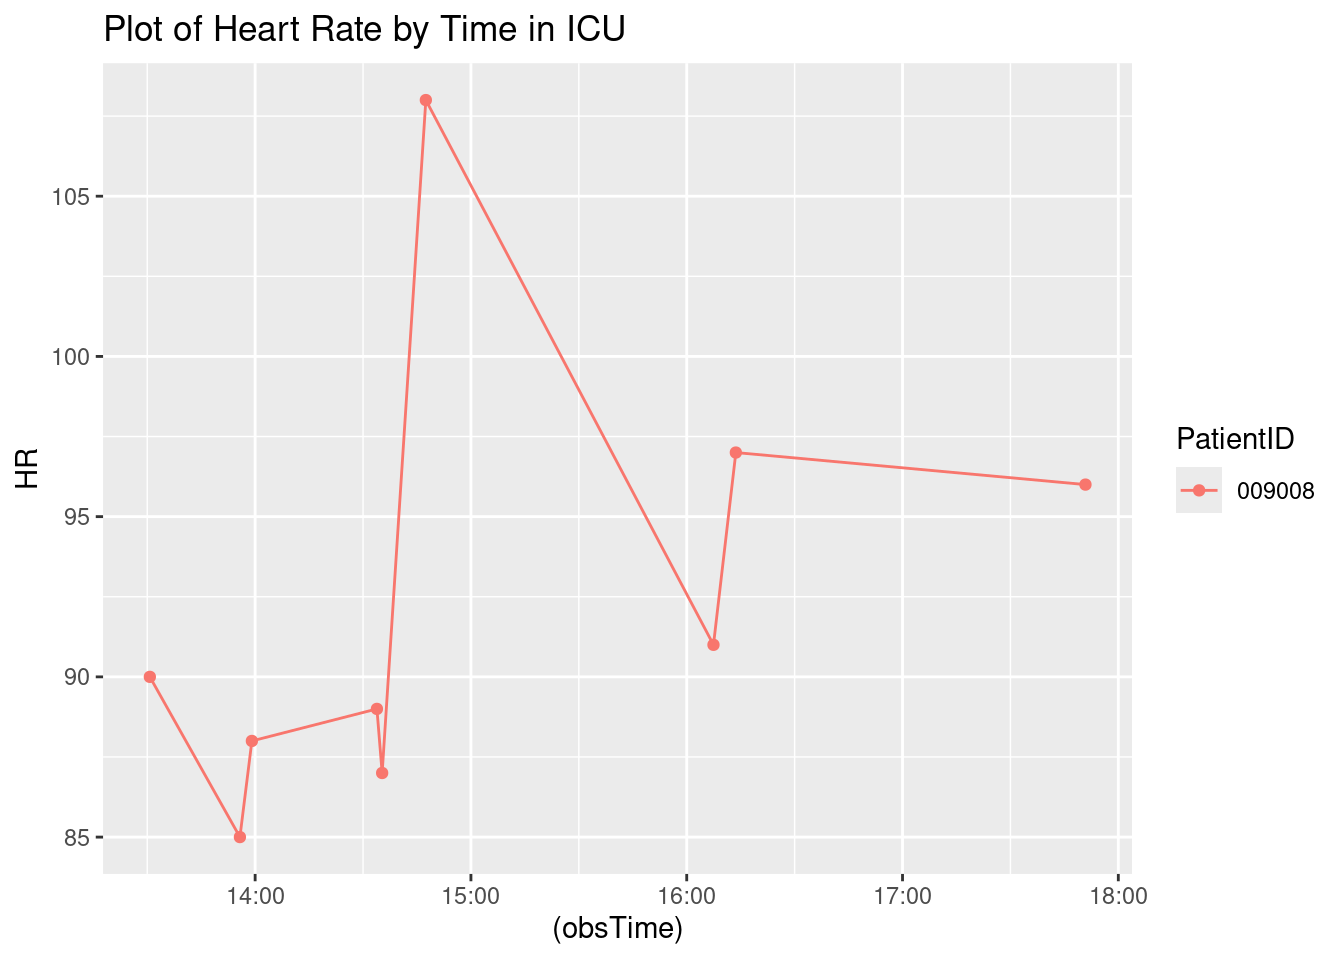 Plot of Heart Rate by Time in ICU
105
100
95
90
85
HR
14:00 15:00 16:00 17:00 18:00
(obsTime)
PatientID
009008